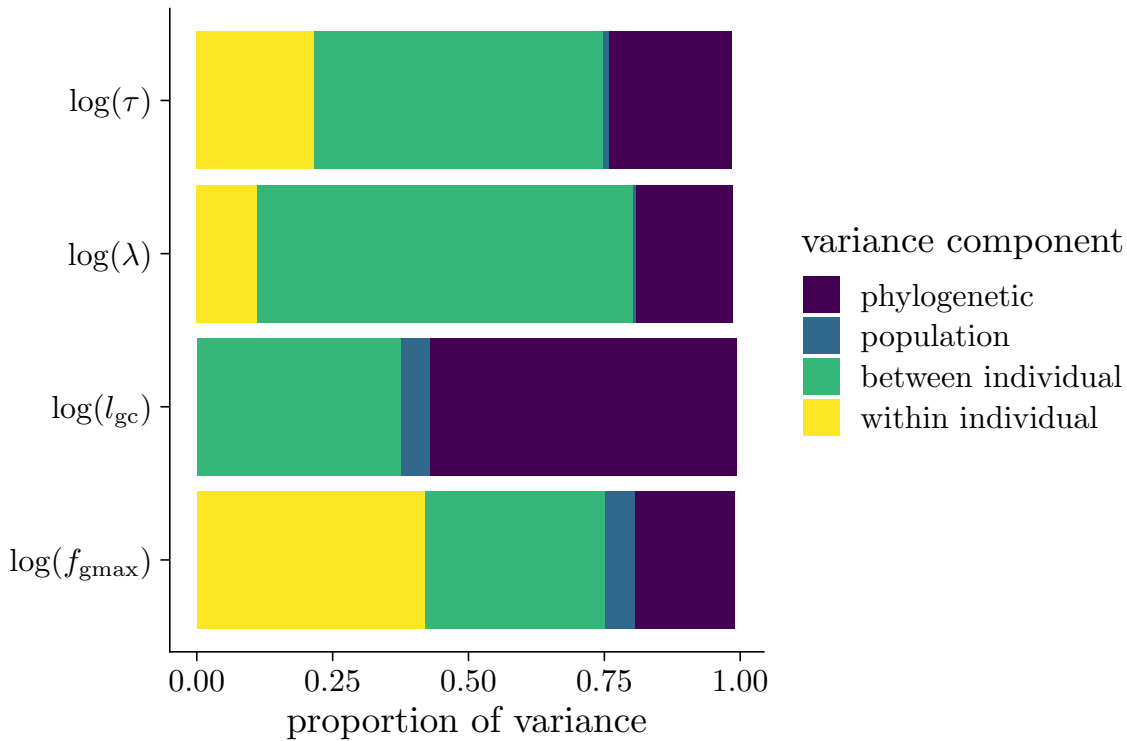 log(τ)
log(λ)
log(l_gc)
log(f_gmax)
0.00 0.25 0.50 0.75 1.00
proportion of variance
variance component
phylogenetic
population
between individual
within individual